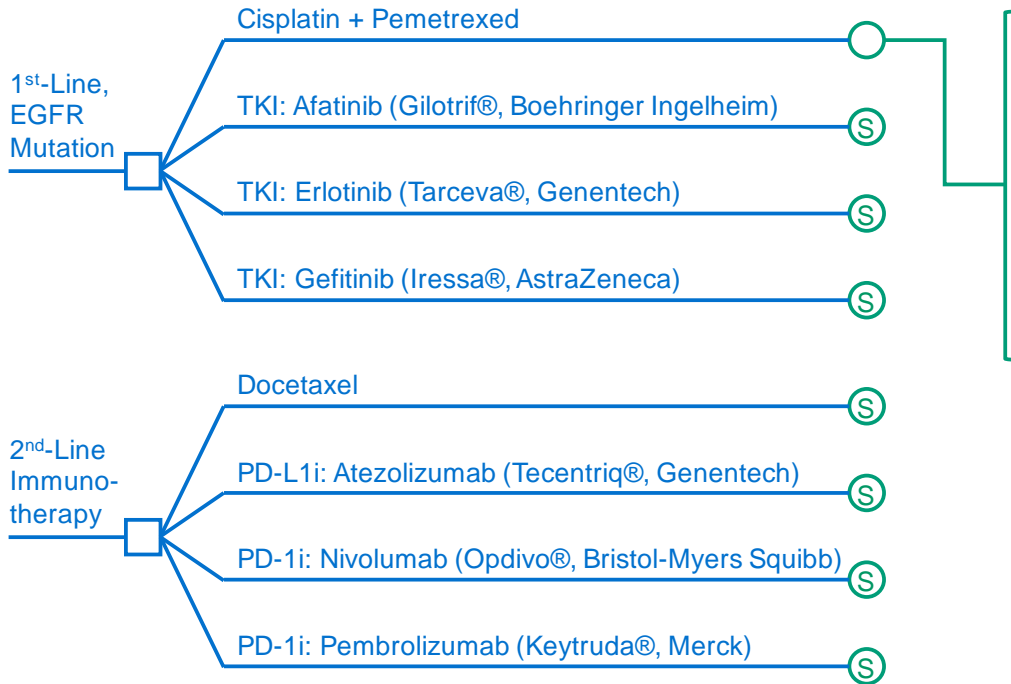 Cisplatin + Pemetrexed
1st-Line,
EGFR
Mutation
TKI: Afatinib (Gilotrif®, Boehringer Ingelheim)
S
TKI: Erlotinib (Tarceva®, Genentech)
S
TKI: Gefitinib (Iressa®, AstraZeneca)
S
Docetaxel
S
2nd-Line
Immuno-
therapy
PD-L1i: Atezolizumab (Tecentriq®, Genentech)
S
PD-1i: Nivolumab (Opdivo®, Bristol-Myers Squibb)
S
PD-1i: Pembrolizumab (Keytruda®, Merck)
S